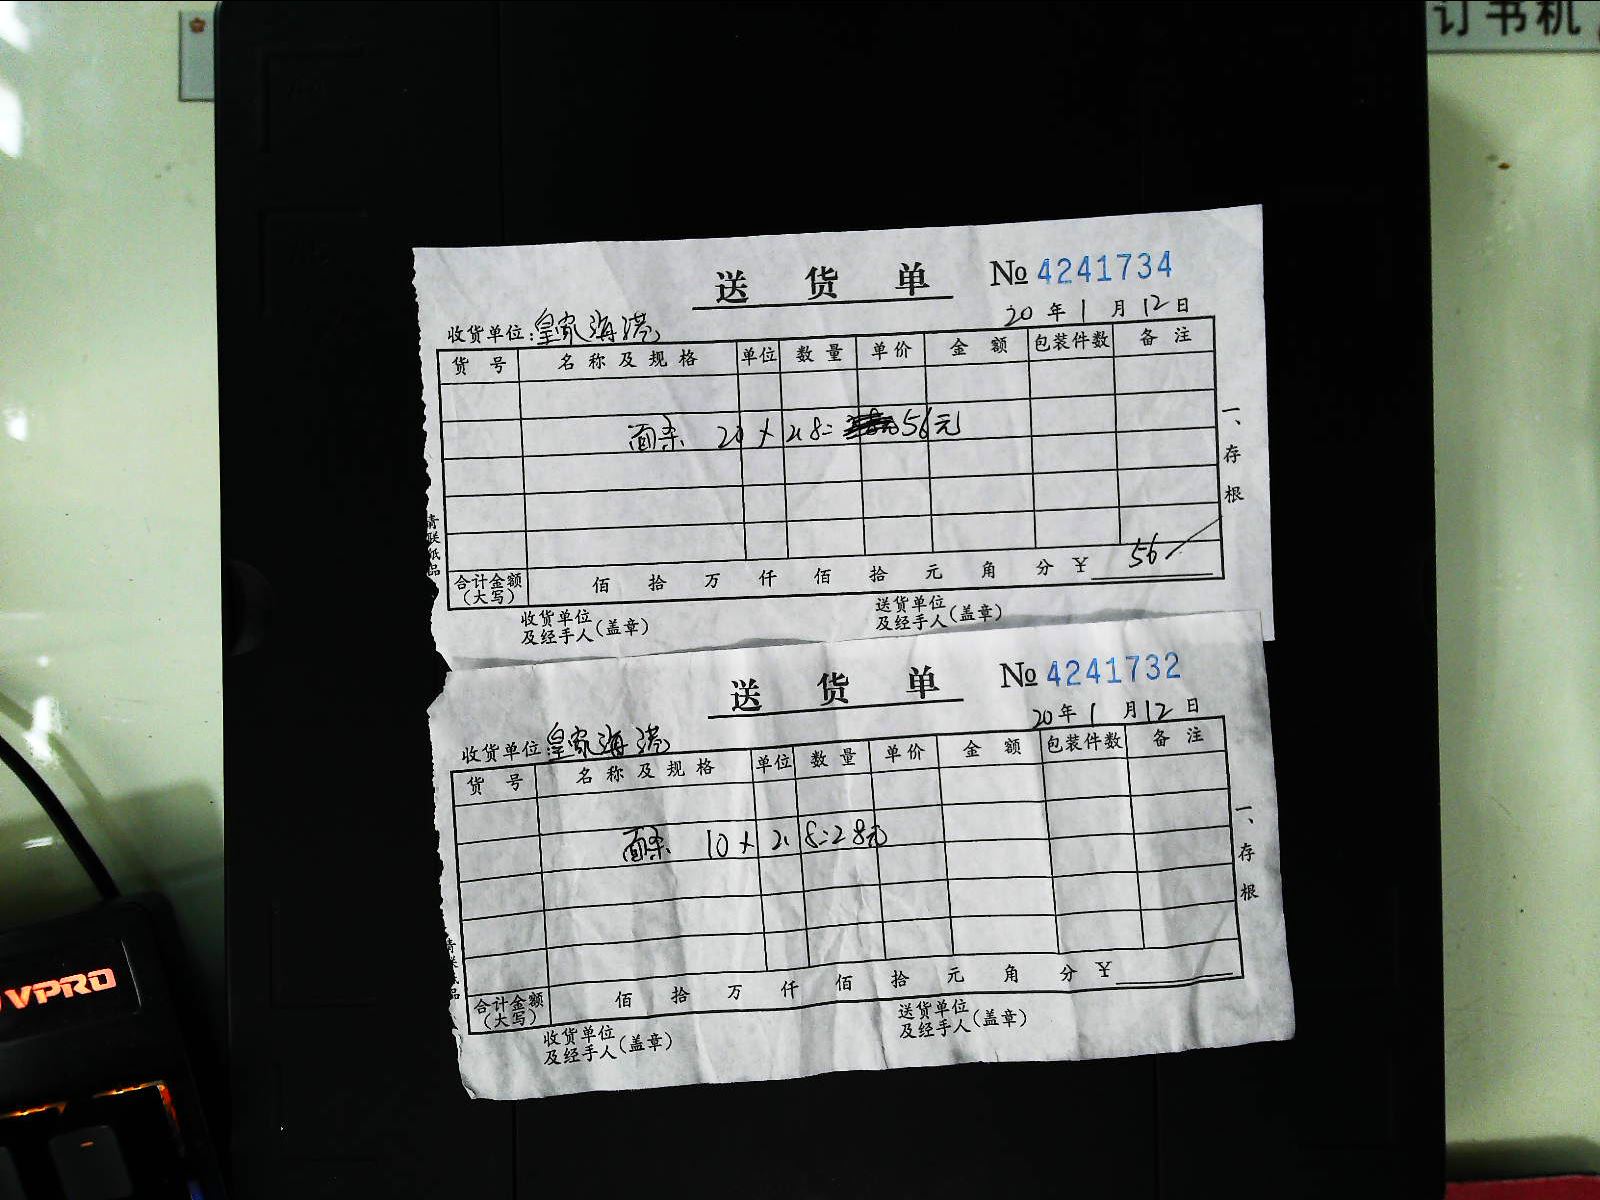 订书机
送货单 № 4241734
20年1月12日
收货单位:皇家海港
货号 名称及规格 单位 数量 单价 金额 包装件数 备注
面条 20 × 2.8= 56元
一、存根
合计金额(大写) 佰 拾 万 仟 佰 拾 元 角 分 ¥ 56
收货单位及经手人(盖章) 送货单位及经手人(盖章)
送货单 № 4241732
20年1月12日
收货单位:皇家海港
货号 名称及规格 单位 数量 单价 金额 包装件数 备注
面条 10 × 2.8=28元
一、存根
合计金额(大写) 佰 拾 万 仟 佰 拾 元 角 分 ¥
收货单位及经手人(盖章) 送货单位及经手人(盖章)
VPRO